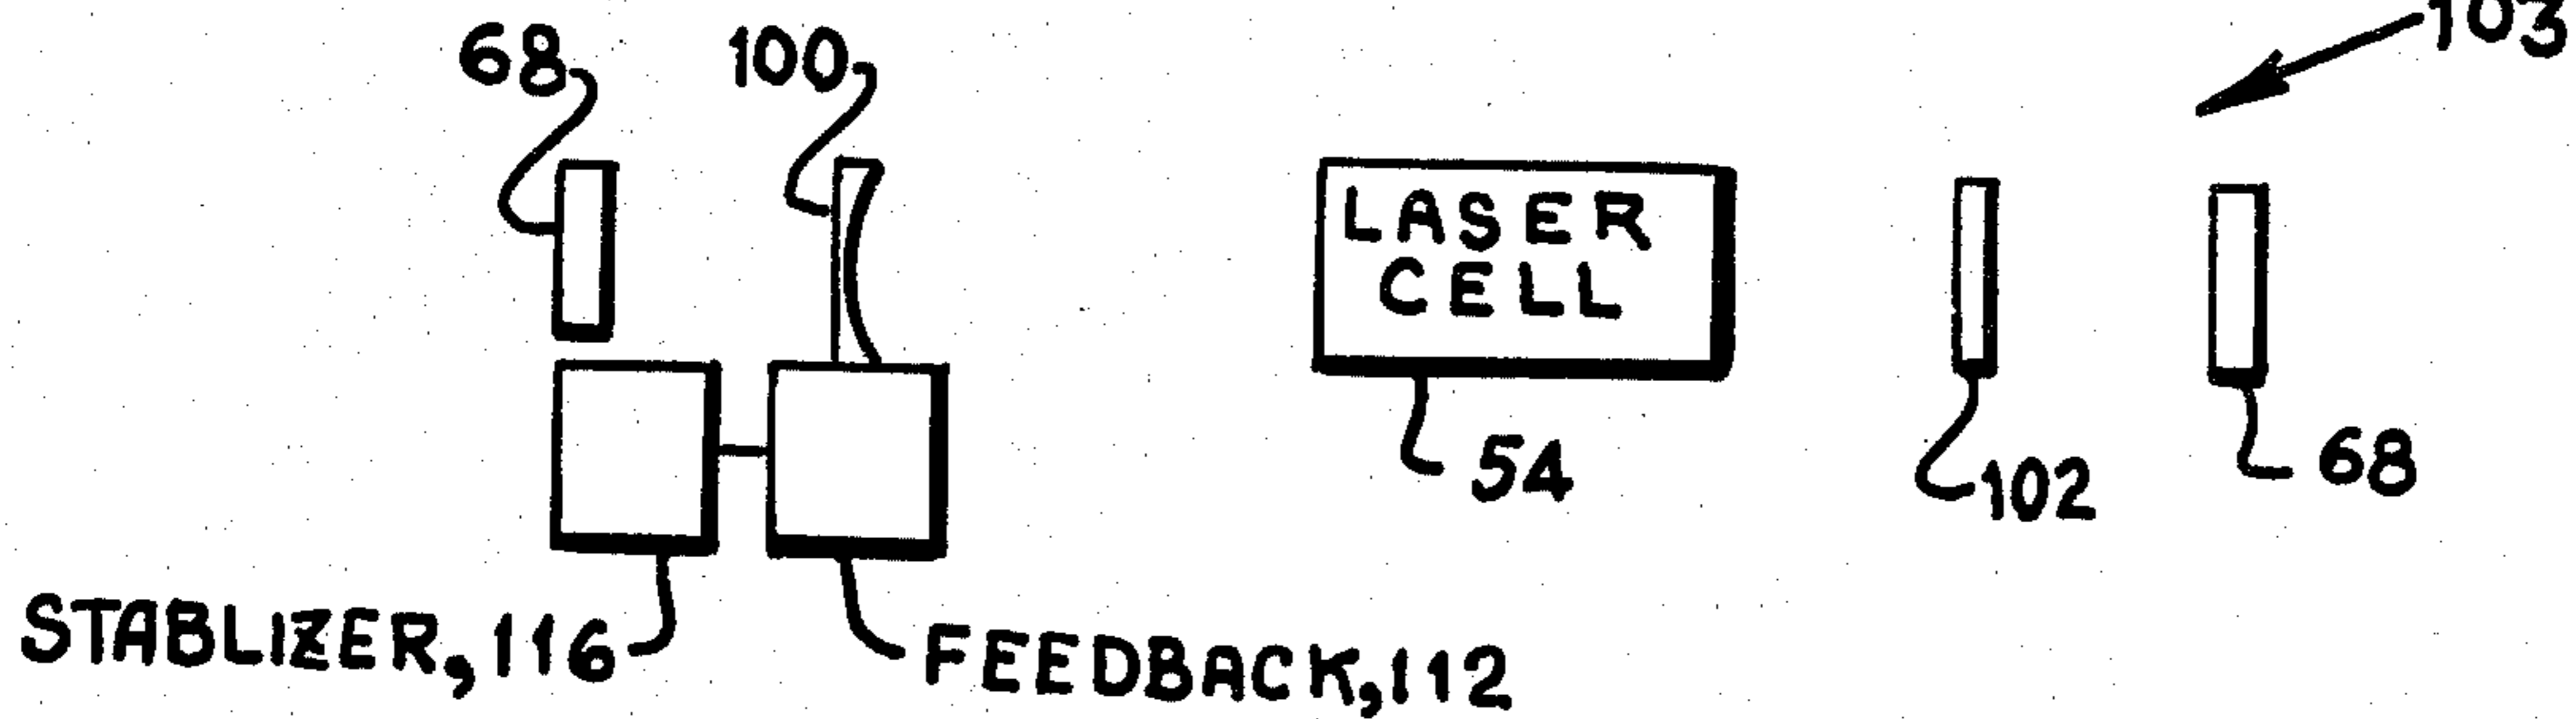 103
68 100
LASER
CELL
54
102
68
STABLIZER, 116
FEEDBACK, 112